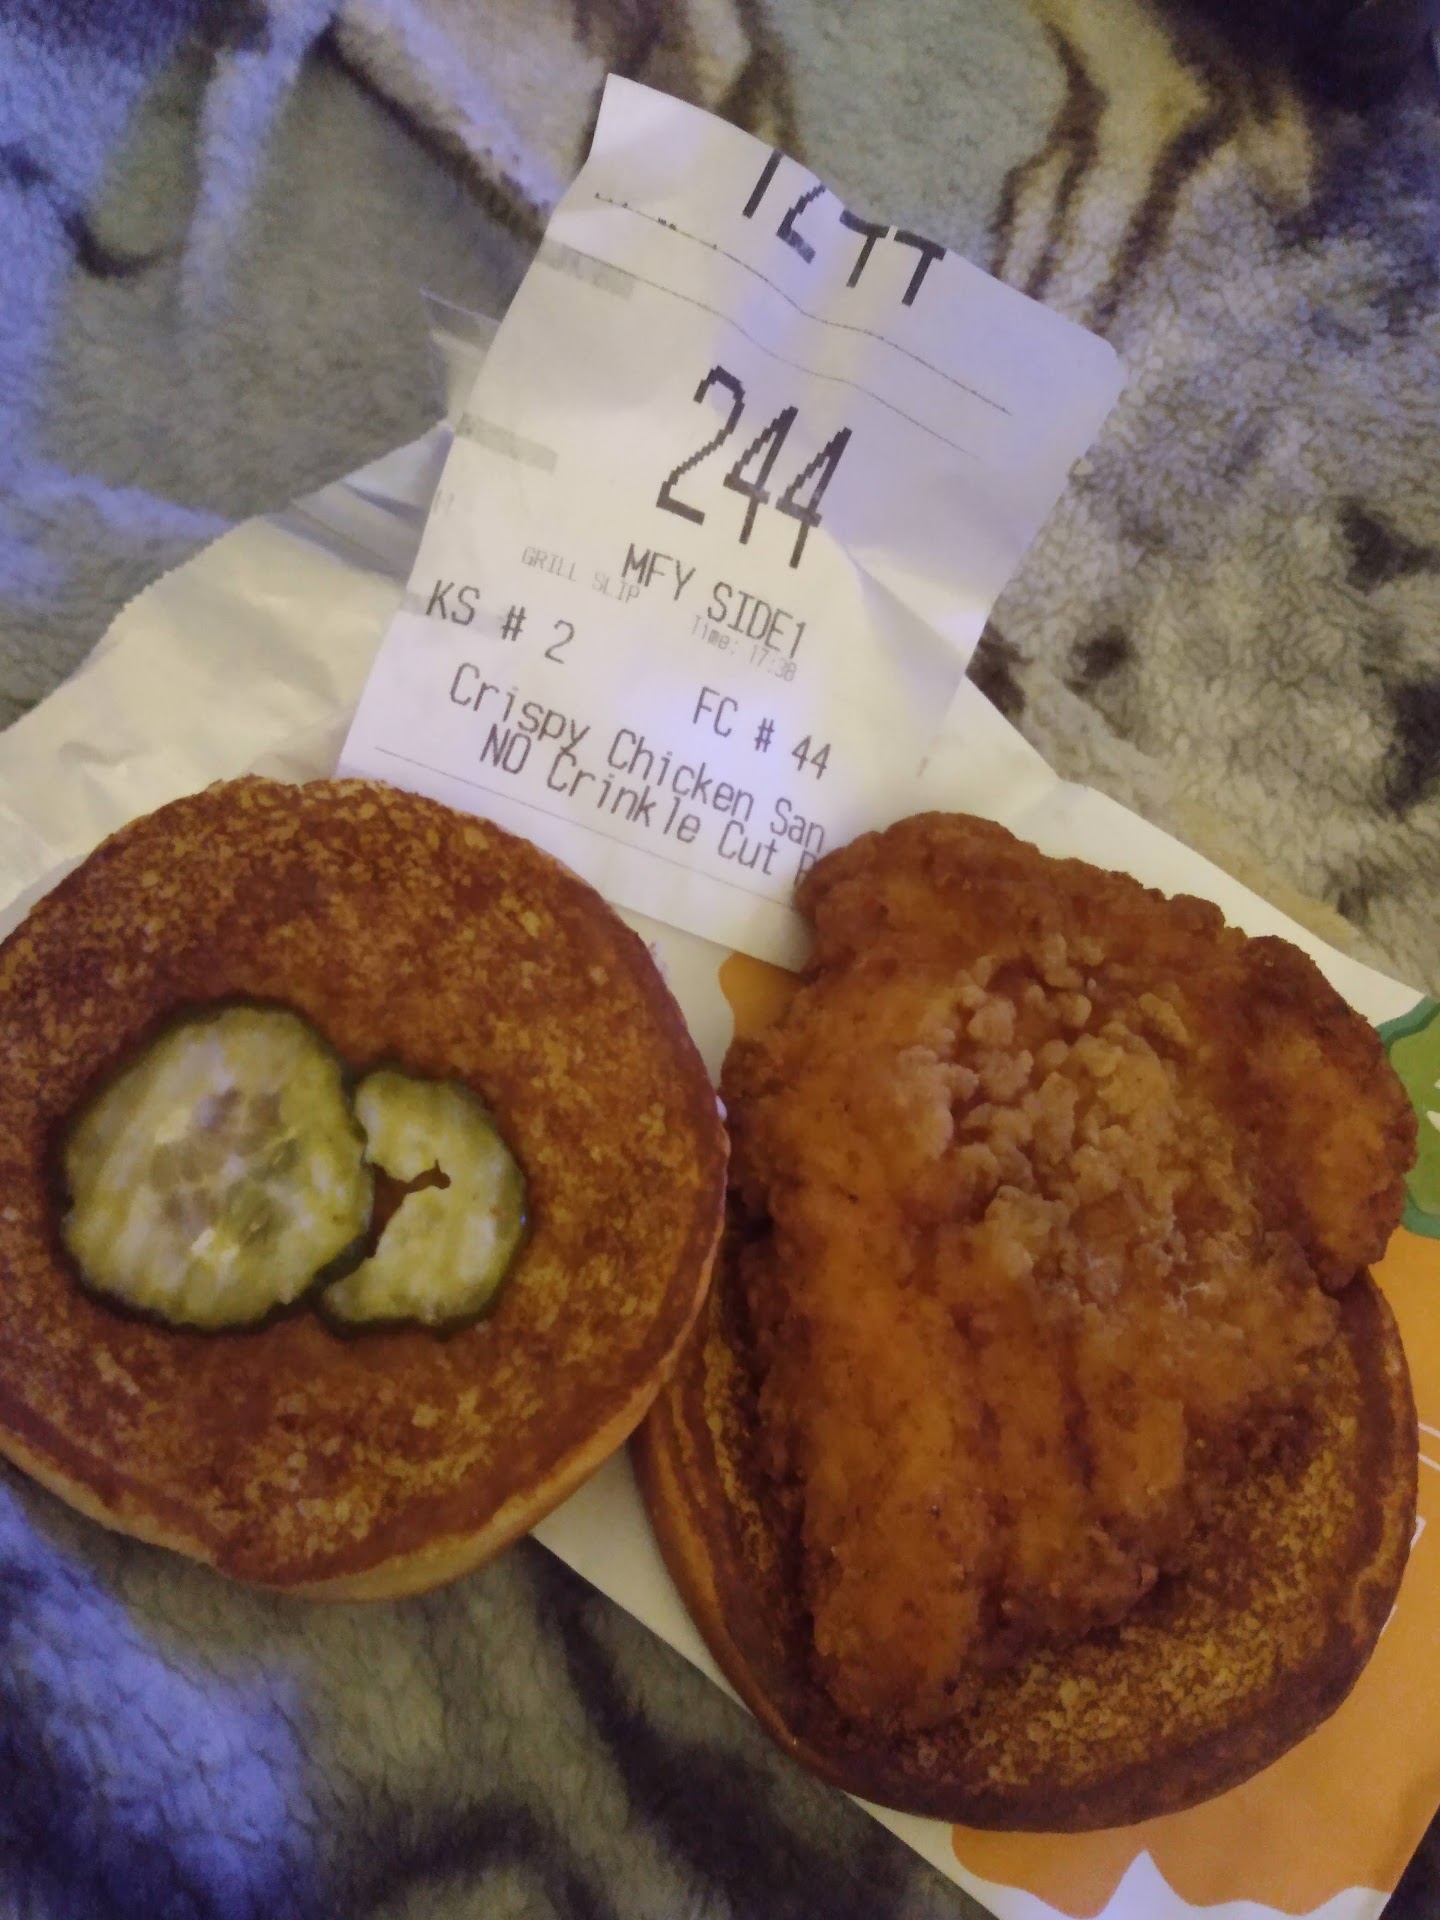 244
MFY SIDE1
GRILL SLIP
Time: 17:38
KS # 2
FC # 44
Crispy Chicken San
NO Crinkle Cut